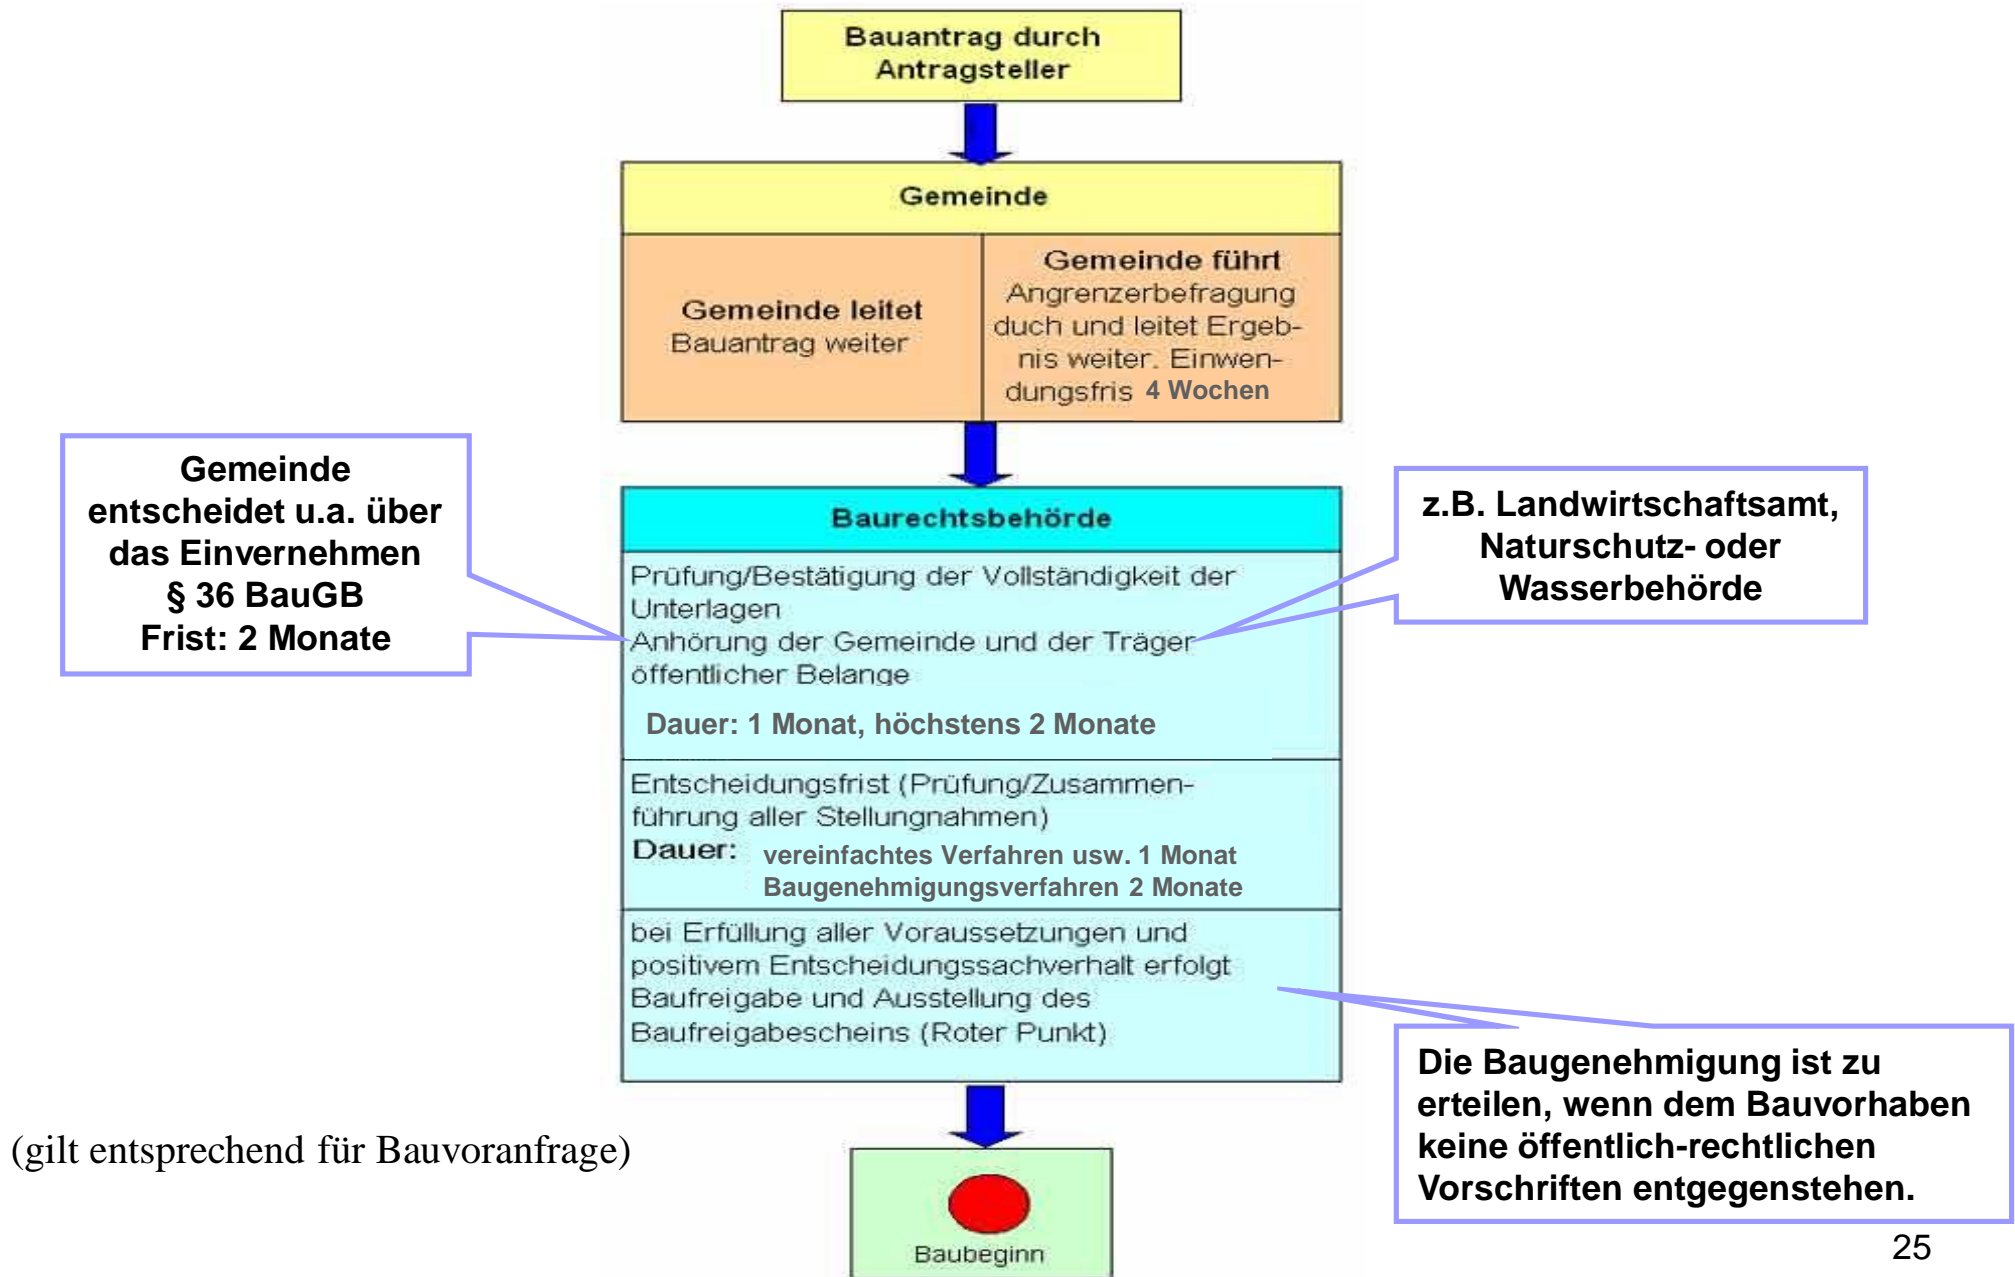 Bauantrag durch
Antragsteller
Gemeinde
Gemeinde leitet
Bauantrag weiter
Gemeinde führt
Angrenzerbefragung
duch und leitet Ergeb-
nis weiter. Einwen-
dungsfris 4 Wochen
Gemeinde
entscheidet u.a. über
das Einvernehmen
§ 36 BauGB
Frist: 2 Monate
z.B. Landwirtschaftsamt,
Naturschutz- oder
Wasserbehörde
Baurechtsbehörde
Prüfung/Bestätigung der Vollständigkeit der
Unterlagen
Anhörung der Gemeinde und der Träger
öffentlicher Belange
Dauer: 1 Monat, höchstens 2 Monate
Entscheidungsfrist (Prüfung/Zusammen-
führung aller Stellungnahmen)
Dauer: vereinfachtes Verfahren usw. 1 Monat
Baugenehmigungsverfahren 2 Monate
bei Erfüllung aller Voraussetzungen und
positivem Entscheidungssachverhalt erfolgt
Baufreigabe und Ausstellung des
Baufreigabescheins (Roter Punkt)
Die Baugenehmigung ist zu
erteilen, wenn dem Bauvorhaben
keine öffentlich-rechtlichen
Vorschriften entgegenstehen.
(gilt entsprechend für Bauvoranfrage)
Baubeginn
25